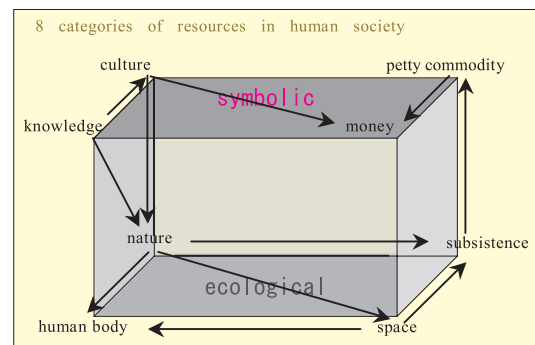 8 categories of resources in human society
culture
petty commodity
symbolic
knowledge
money
nature
subsistence
ecological
human body
space